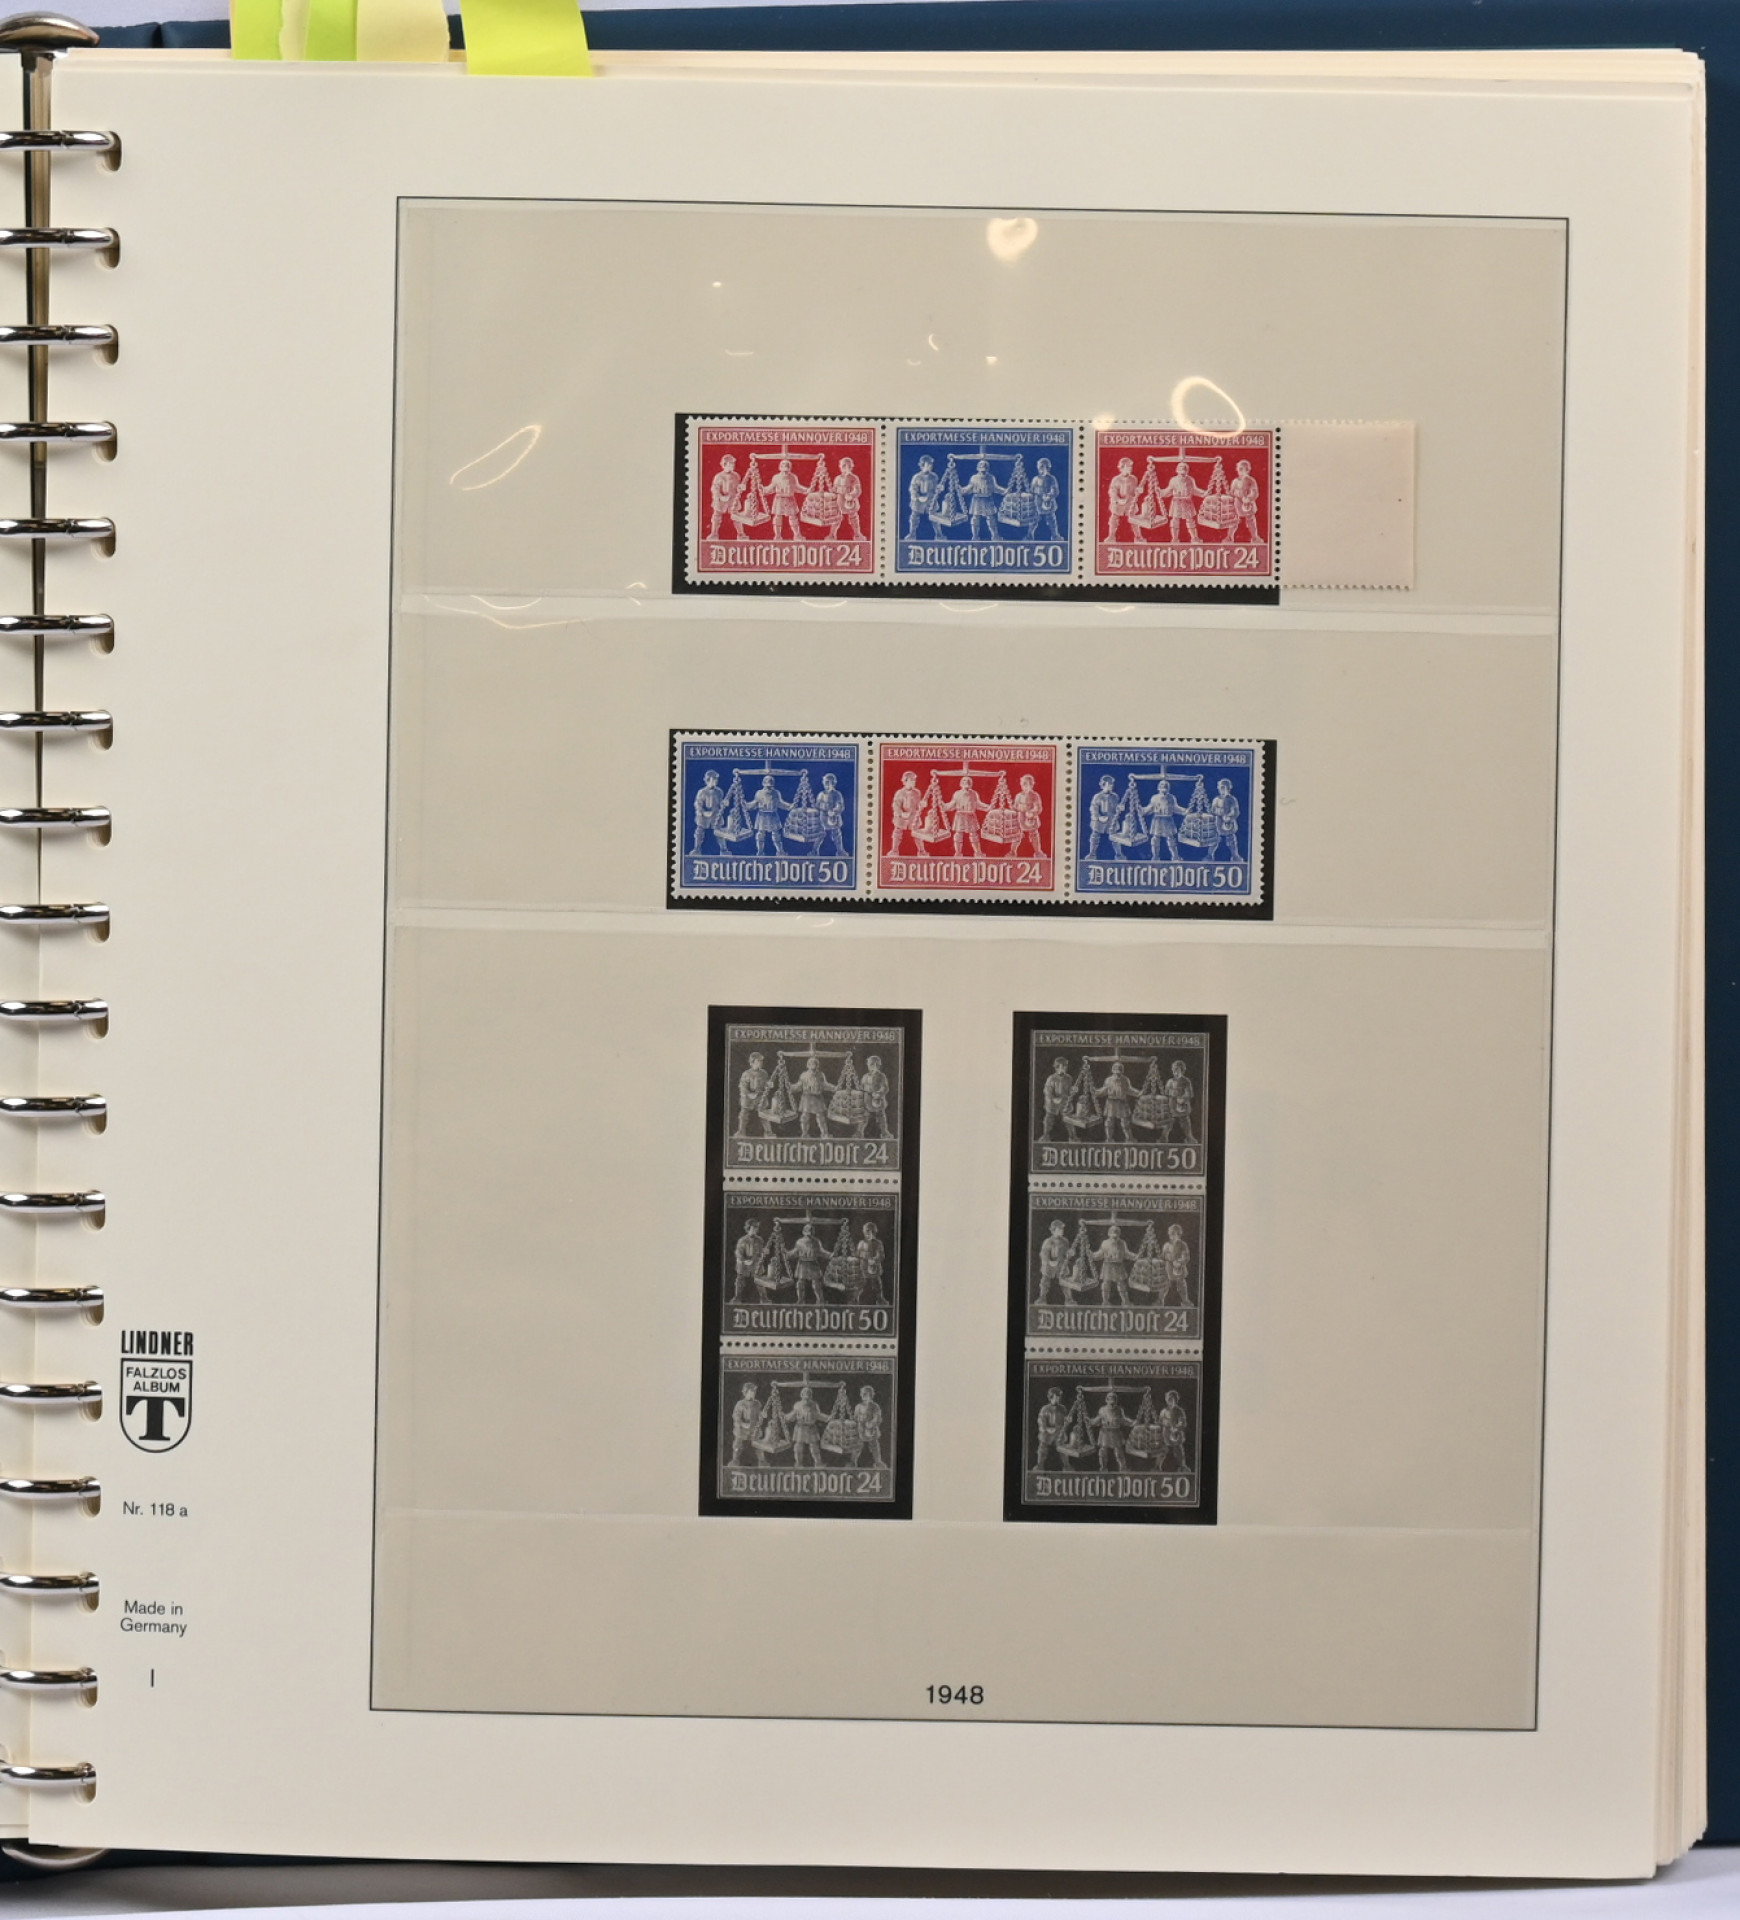 EXPORTMESSE HANNOVER 1948
Deutsche Post 24
EXPORTMESSE HANNOVER 1948
Deutsche Post 50
EXPORTMESSE HANNOVER 1948
Deutsche Post 24
EXPORTMESSE HANNOVER 1948
Deutsche Post 50
EXPORTMESSE HANNOVER 1948
Deutsche Post 24
EXPORTMESSE HANNOVER 1948
Deutsche Post 50
EXPORTMESSE HANNOVER 1948
Deutsche Post 24
EXPORTMESSE HANNOVER 1948
Deutsche Post 50
EXPORTMESSE HANNOVER 1948
Deutsche Post 24
EXPORTMESSE HANNOVER 1948
Deutsche Post 50
EXPORTMESSE HANNOVER 1948
Deutsche Post 24
EXPORTMESSE HANNOVER 1948
Deutsche Post 50
LINDNER
FALZLOS
ALBUM
T
Nr. 118 a
Made in
Germany
I
1948